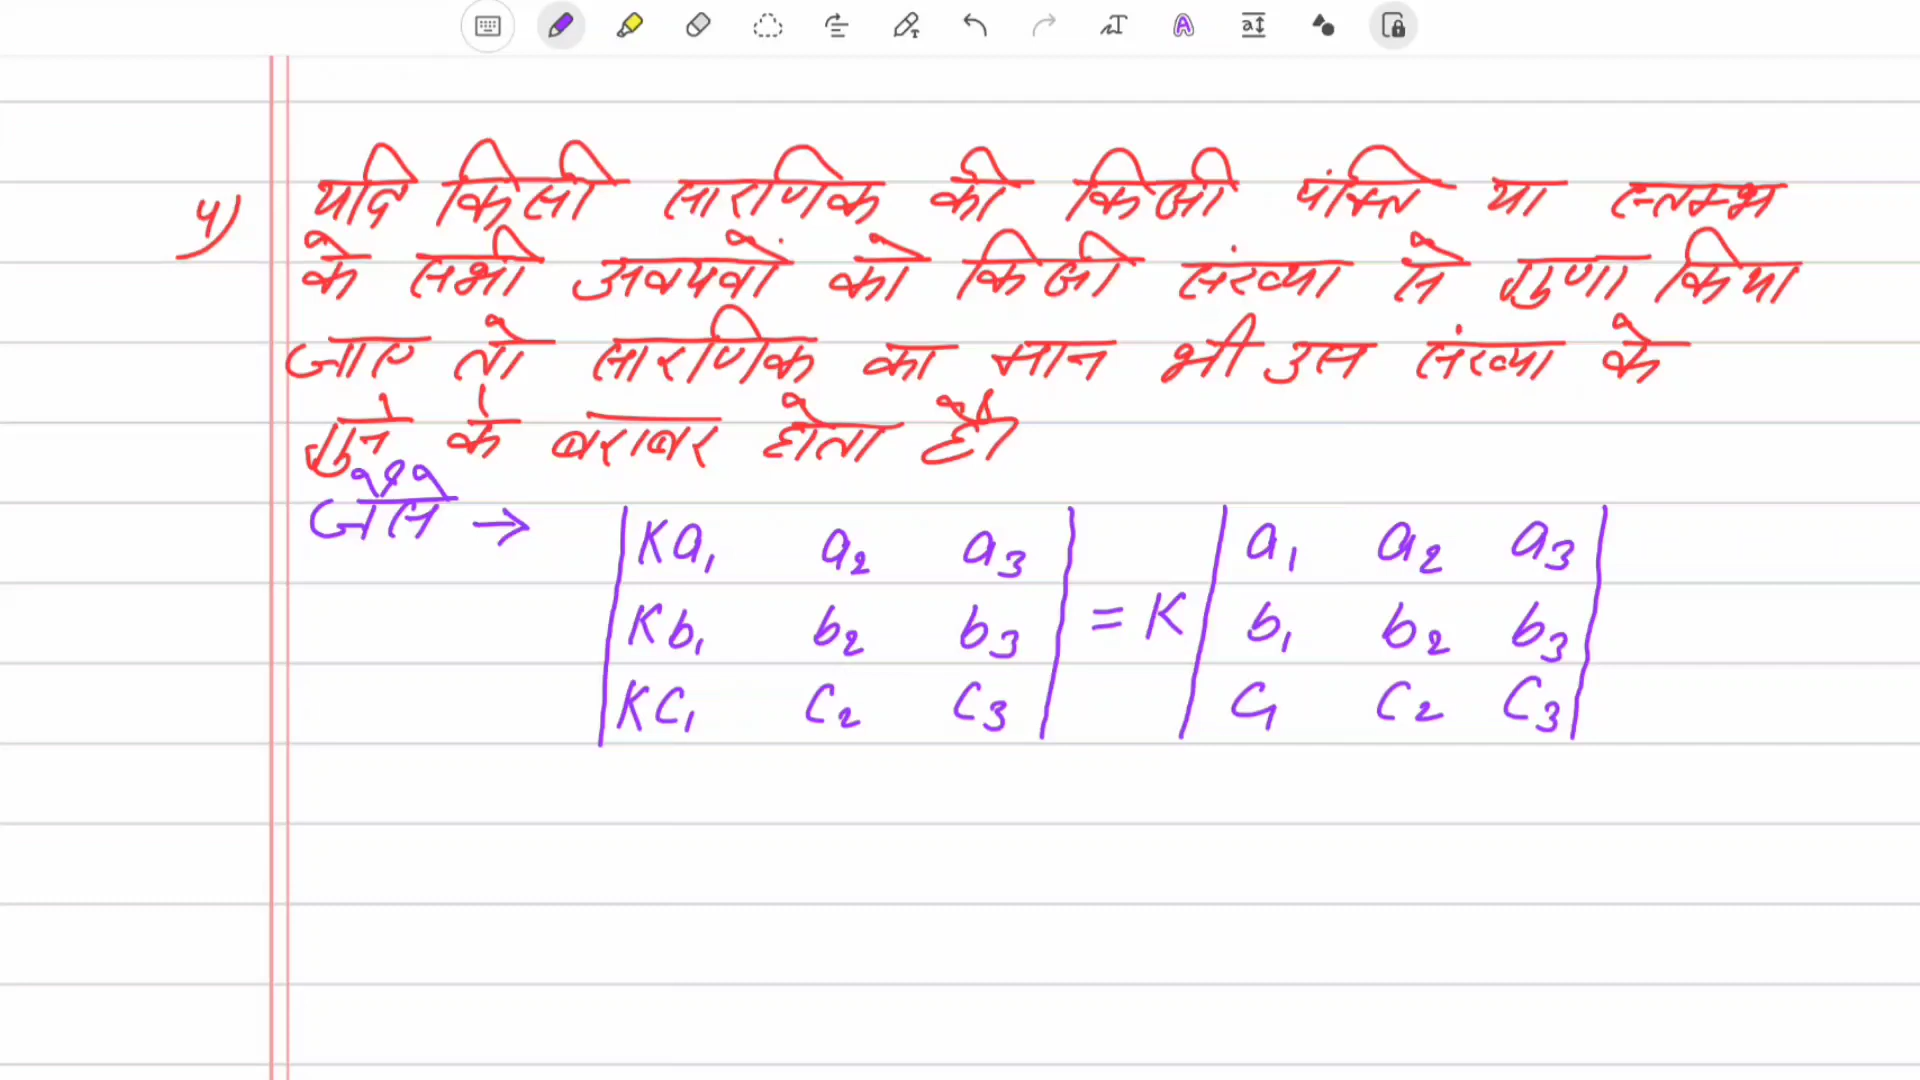 4) यदि किसी सारणिक की किसी पंक्ति या स्तम्भ
के सभी अवयवों को किसी संख्या से गुणा किया
जाए तो सारणिक का मान भी उस संख्या के
गुने के बराबर होता है।
जैसे → | Ka₁ a₂ a₃ | = K | a₁ a₂ a₃ |
| Kb₁ b₂ b₃ | | b₁ b₂ b₃ |
| Kc₁ c₂ c₃ | | c₁ c₂ c₃ |